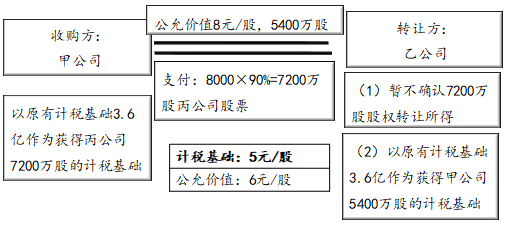 收购方：
甲公司
公允价值8元/股，5400万股
转让方：
乙公司
支付：8000×90%=7200万
股丙公司股票
以原有计税基础3.6
亿作为获得丙公司
7200万股的计税基础
计税基础：5元/股
公允价值：6元/股
（1）暂不确认7200万
股股权转让所得
（2）以原有计税基础
3.6亿作为获得甲公司
5400万股的计税基础